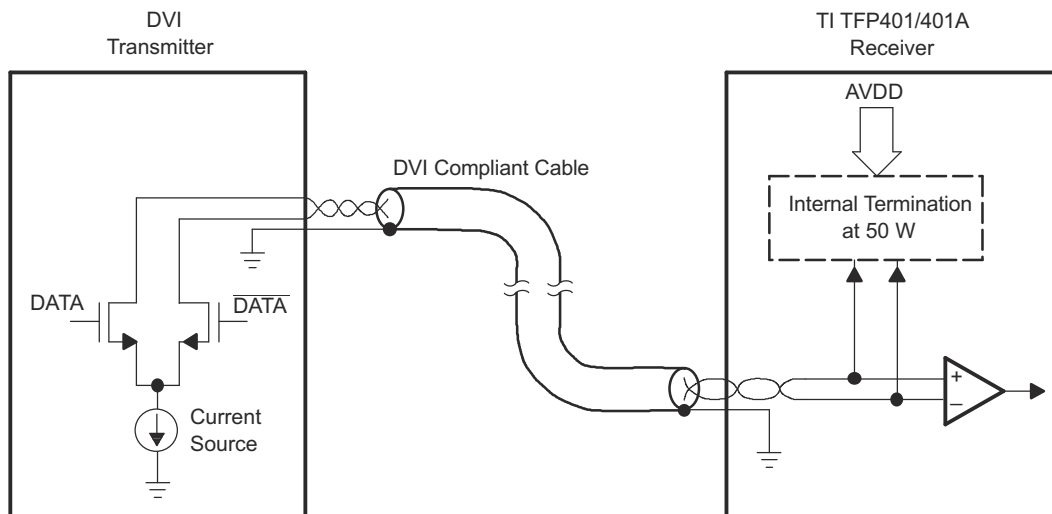 DVI
Transmitter
TI TFP401/401A
Receiver
AVDD
DVI Compliant Cable
Internal Termination
at 50 W
DATA
DATA
+
–
Current
Source